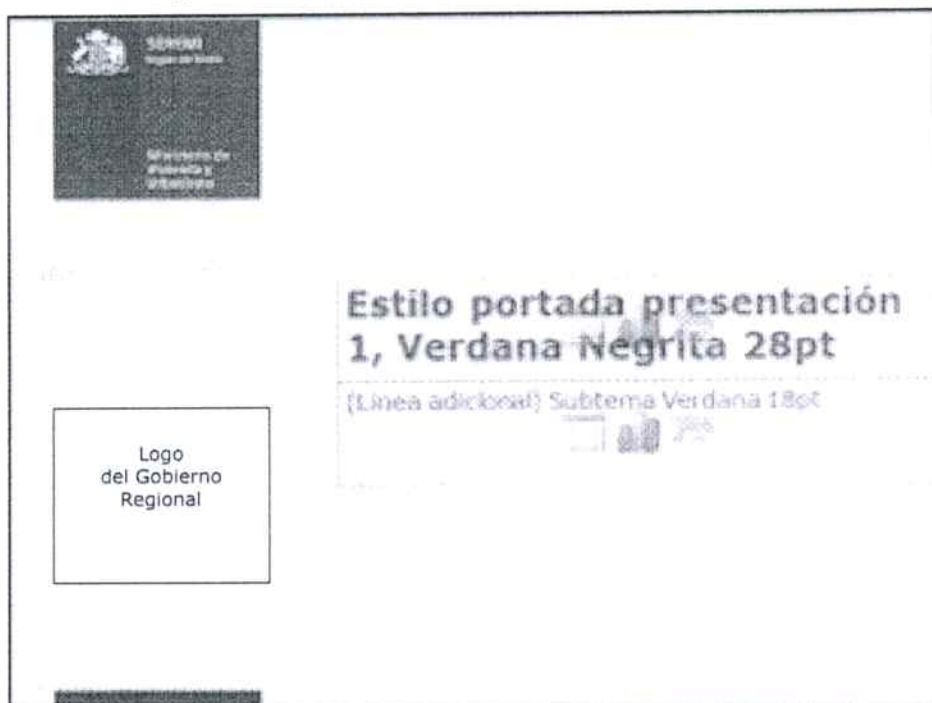 SEREMI
Ministerio de
Vivienda y
Urbanismo
Estilo portada presentación
1, Verdana Negrita 28pt
(Línea adicional) Subtema Verdana 18pt
Logo
del Gobierno
Regional